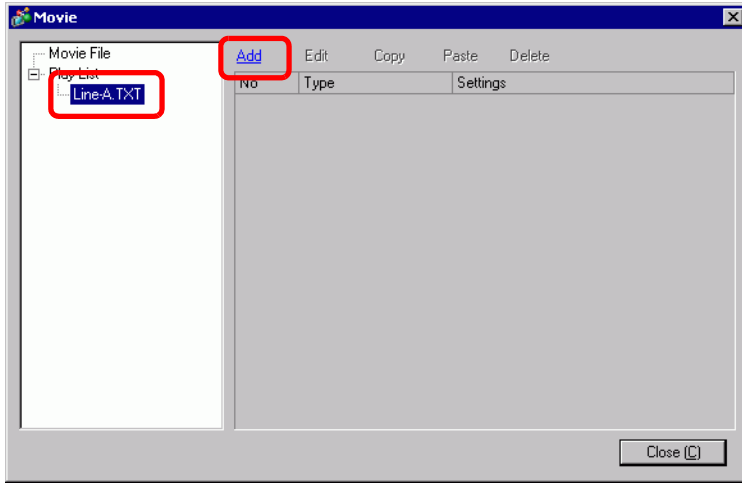 Movie
Movie File
Play List
Line-A.TXT
Add Edit Copy Paste Delete
No Type Settings
Close (C)